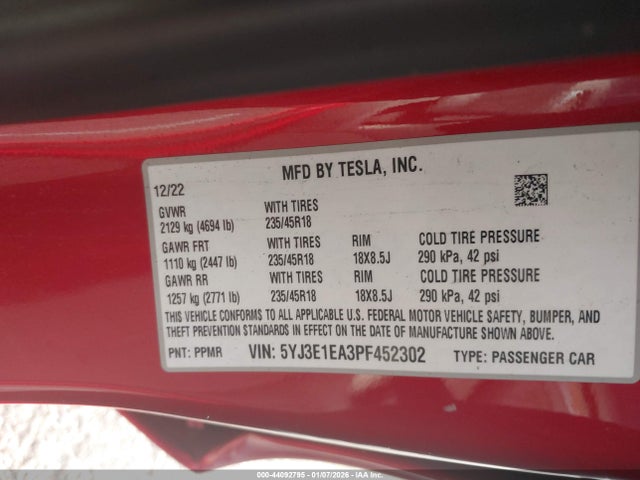 MFD BY TESLA, INC.
12/22
GVWR WITH TIRES
2129 kg (4694 lb) 235/45R18
GAWR FRT WITH TIRES RIM COLD TIRE PRESSURE
1110 kg (2447 lb) 235/45R18 18X8.5J 290 kPa, 42 psi
GAWR RR WITH TIRES RIM COLD TIRE PRESSURE
1257 kg (2771 lb) 235/45R18 18X8.5J 290 kPa, 42 psi
THIS VEHICLE CONFORMS TO ALL APPLICABLE U.S. FEDERAL MOTOR VEHICLE SAFETY, BUMPER, AND
THEFT PREVENTION STANDARDS IN EFFECT ON THE DATE OF MANUFACTURE SHOWN ABOVE.
PNT: PPMR VIN: 5YJ3E1EA3PF452302 TYPE: PASSENGER CAR
000-44092795 - 01/07/2026 - IAAI.COM